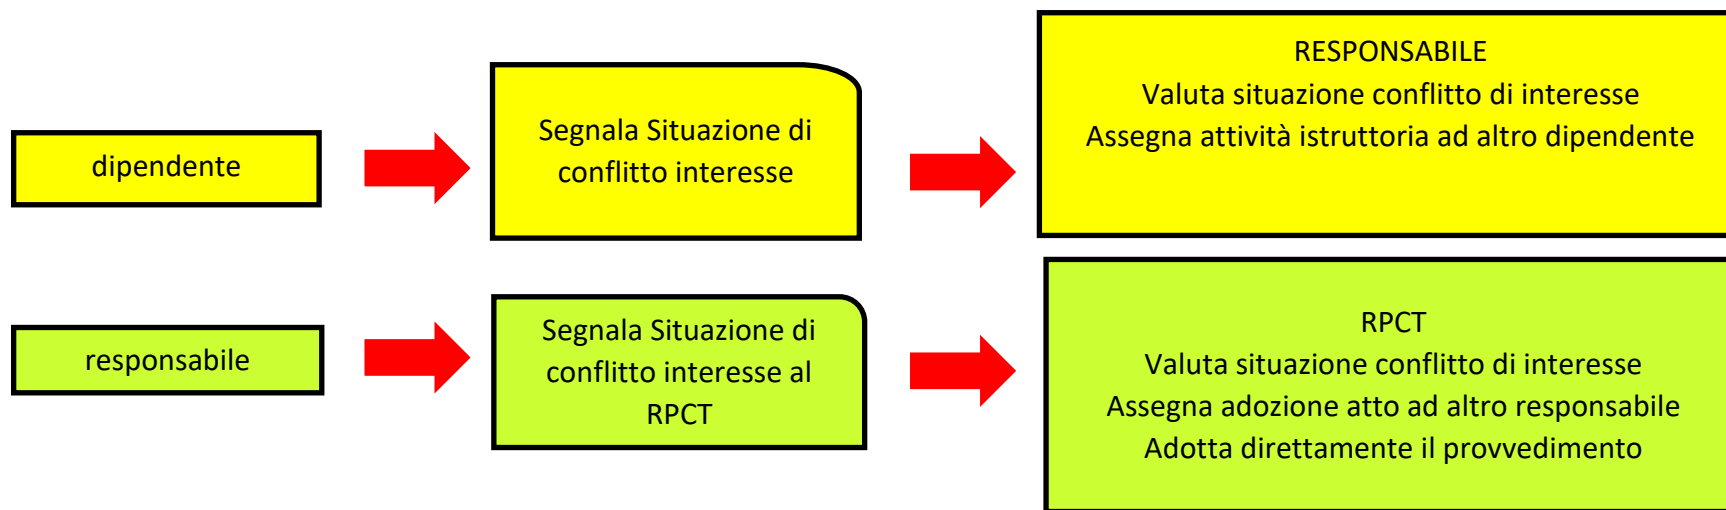 dipendente
Segnala Situazione di
conflitto interesse
RESPONSABILE
Valuta situazione conflitto di interesse
Assegna attività istruttoria ad altro dipendente
responsabile
Segnala Situazione di
conflitto interesse al
RPCT
RPCT
Valuta situazione conflitto di interesse
Assegna adozione atto ad altro responsabile
Adotta direttamente il provvedimento